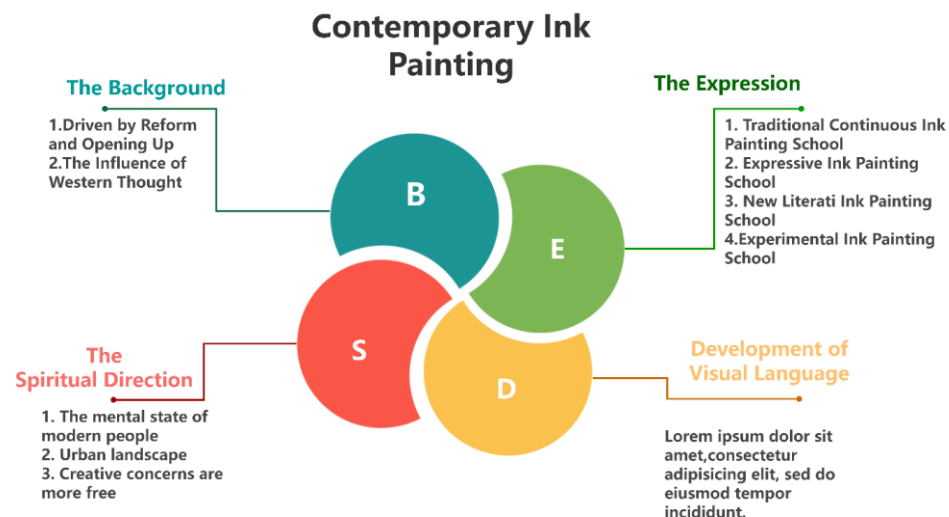 Contemporary Ink
Painting
The Background
1.Driven by Reform
and Opening Up
2.The Influence of
Western Thought
The Expression
1. Traditional Continuous Ink
Painting School
2. Expressive Ink Painting
School
3. New Literati Ink Painting
School
4.Experimental Ink Painting
School
B
E
S
D
The
Spiritual Direction
1. The mental state of
modern people
2. Urban landscape
3. Creative concerns are
more free
Development of
Visual Language
Lorem ipsum dolor sit
amet,consectetur
adipisicing elit, sed do
eiusmod tempor
incididunt.